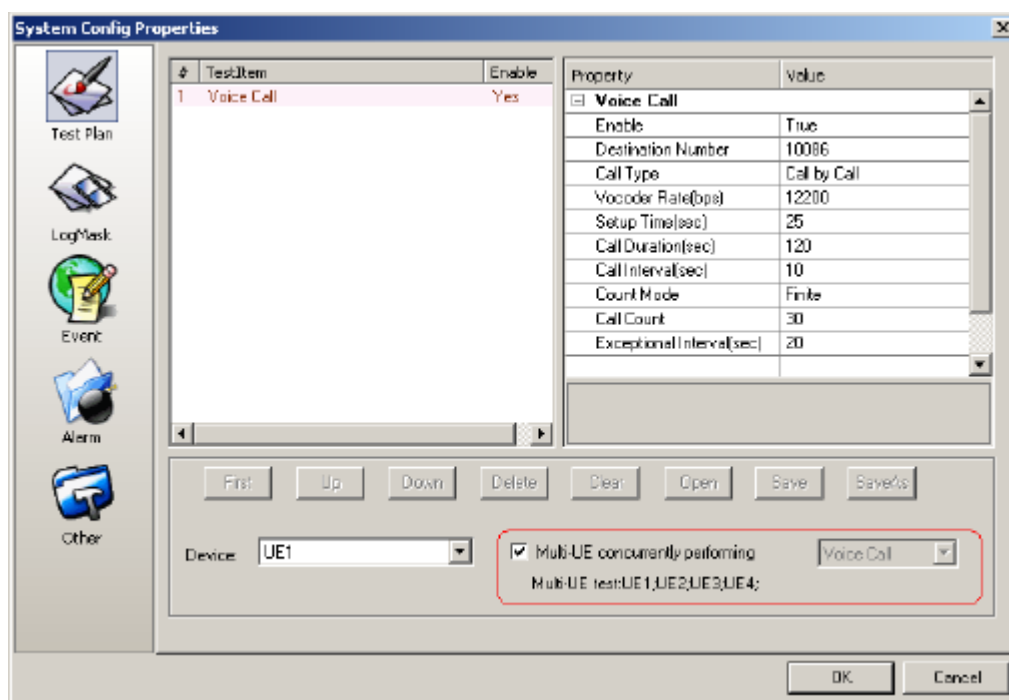 System Config Properties
Test Plan
LogMask
Event
Alarm
Other
# TestItem Enable
1 Voice Call Yes
Property Value
Voice Call
Enable True
Destination Number 10086
Call Type Call by Call
Vocoder Rate(bps) 12200
Setup Time(sec) 25
Call Duration(sec) 120
Call Interval(sec) 10
Count Mode Finite
Call Count 30
Exceptional Interval(sec) 20
First Up Down Delete Clear Open Save SaveAs
Device UE1
Multi-UE concurrently performing Voice Call
Multi-UE test:UE1;UE2;UE3;UE4;
OK Cancel